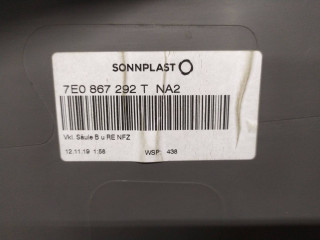 SONNPLAST
7E0 867 292 T NA2
Vkl. Säule B u RE NFZ
12.11.19 1:58 WSP: 438